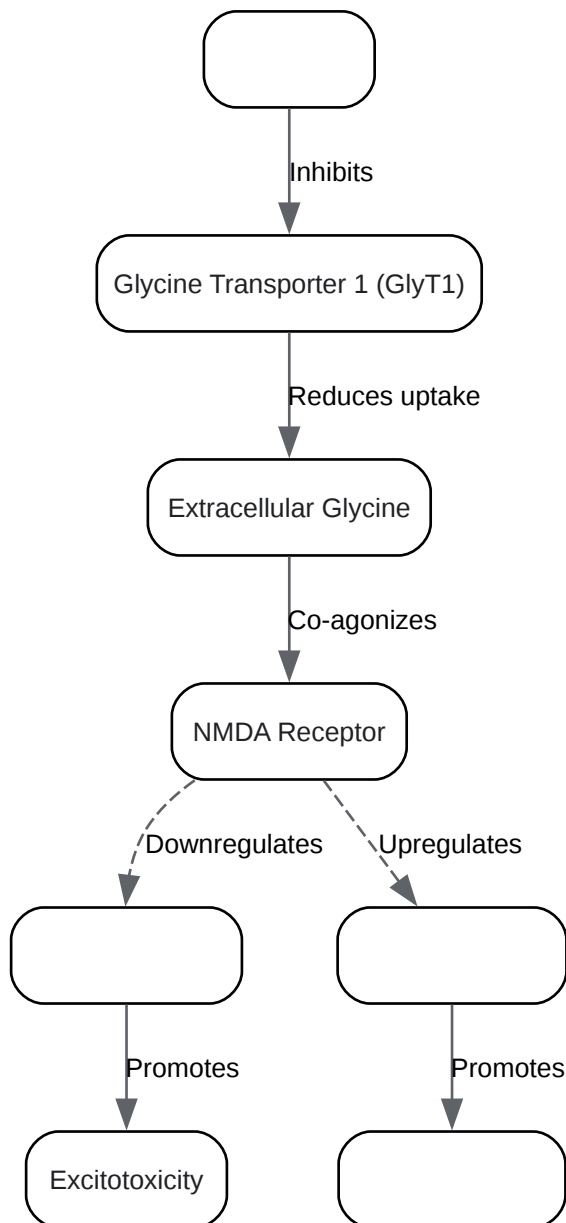 Inhibits
Glycine Transporter 1 (GlyT1)
Reduces uptake
Extracellular Glycine
Co-agonizes
NMDA Receptor
Downregulates
Upregulates
Promotes
Promotes
Excitotoxicity